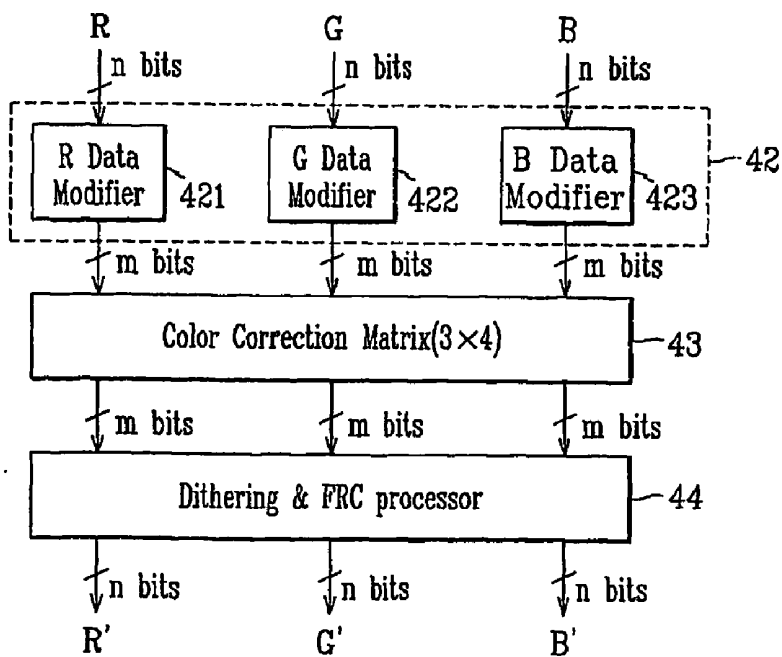 R G B
n bits n bits n bits
R Data Modifier 421 G Data Modifier 422 B Data Modifier 423 42
m bits m bits m bits
Color Correction Matrix(3×4) 43
m bits m bits m bits
Dithering & FRC processor 44
n bits n bits n bits
R' G' B'